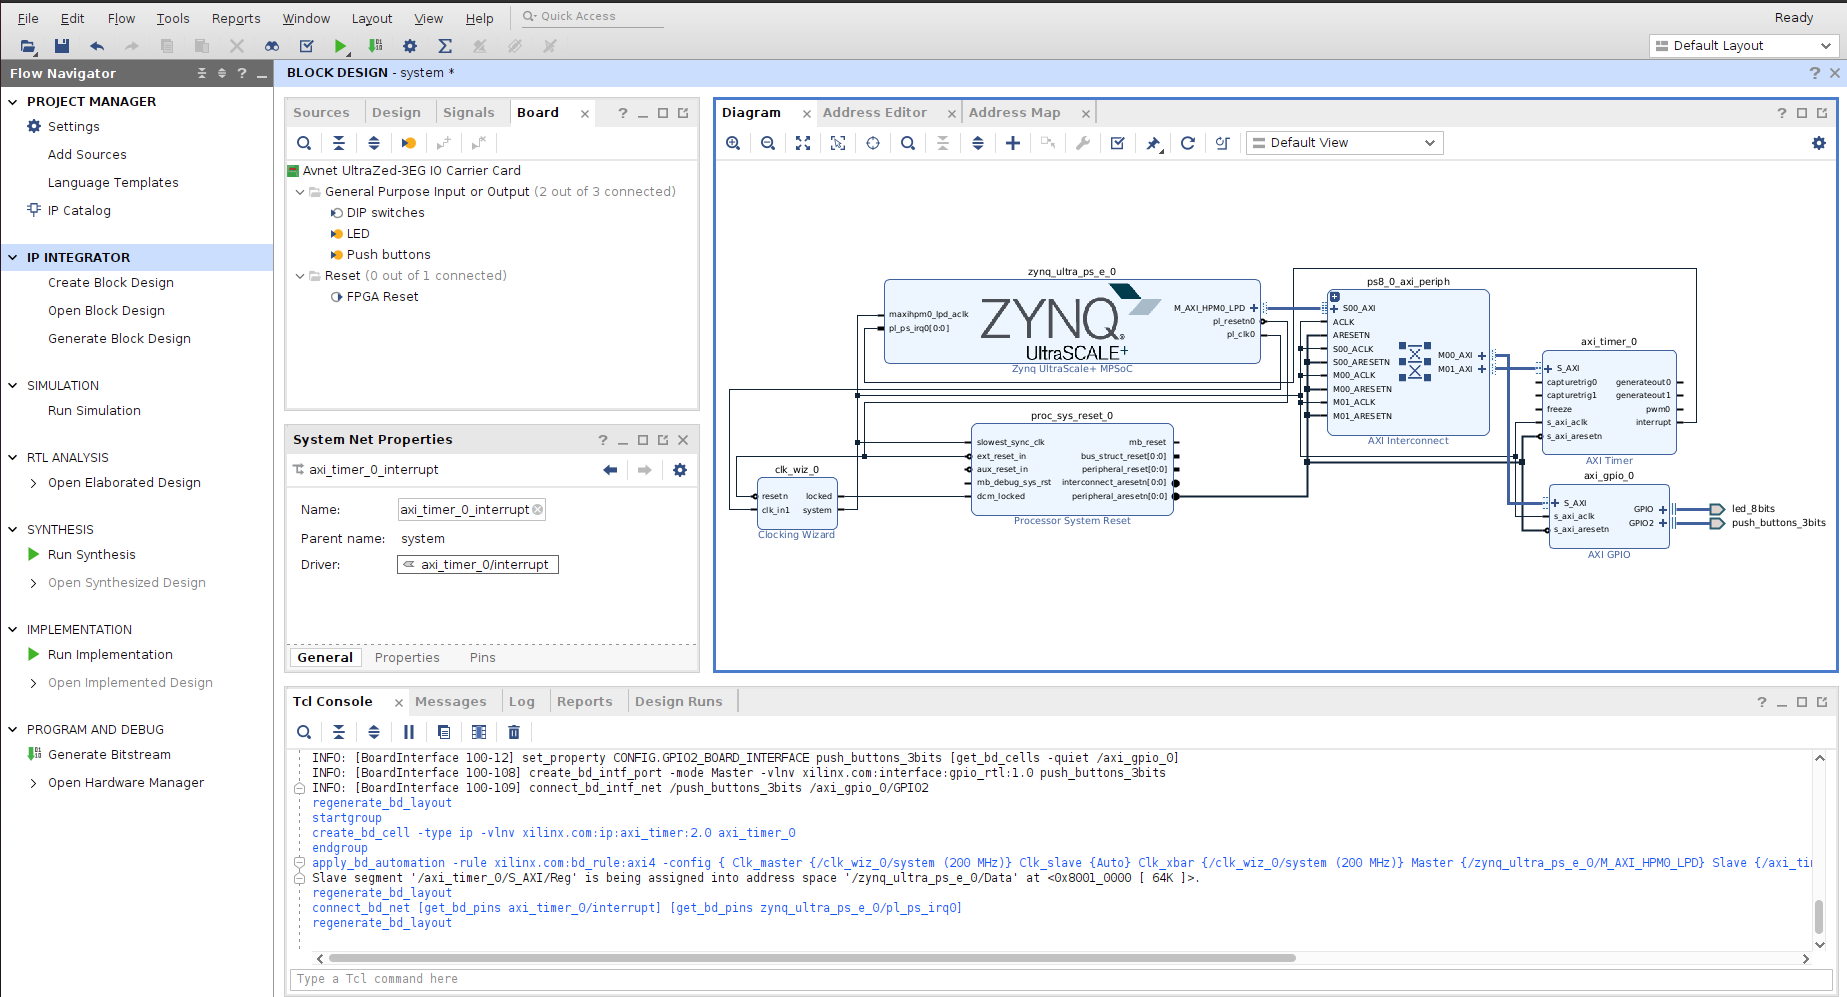 File Edit Flow Tools Reports Window Layout View Help Quick Access Ready
Default Layout
Flow Navigator
PROJECT MANAGER
Settings
Add Sources
Language Templates
IP Catalog
IP INTEGRATOR
Create Block Design
Open Block Design
Generate Block Design
SIMULATION
Run Simulation
RTL ANALYSIS
Open Elaborated Design
SYNTHESIS
Run Synthesis
Open Synthesized Design
IMPLEMENTATION
Run Implementation
Open Implemented Design
PROGRAM AND DEBUG
Generate Bitstream
Open Hardware Manager
BLOCK DESIGN - system *
Sources Design Signals Board
Avnet UltraZed-3EG IO Carrier Card
General Purpose Input or Output (2 out of 3 connected)
DIP switches
LED
Push buttons
Reset (0 out of 1 connected)
FPGA Reset
System Net Properties
axi_timer_0_interrupt
Name: axi_timer_0_interrupt
Parent name: system
Driver: axi_timer_0/interrupt
General Properties Pins
Diagram Address Editor Address Map
Default View
zynq_ultra_ps_e_0
maxihpm0_lpd_aclk
pl_ps_irq0[0:0]
ZYNQ
UltraSCALE+
M_AXI_HPM0_LPD
pl_resetn0
pl_clk0
Zynq UltraScale+ MPSoC
proc_sys_reset_0
slowest_sync_clk
ext_reset_in
aux_reset_in
mb_debug_sys_rst
dcm_locked
mb_reset
bus_struct_reset[0:0]
peripheral_reset[0:0]
interconnect_aresetn[0:0]
peripheral_aresetn[0:0]
Processor System Reset
clk_wiz_0
resetn locked
clk_in1 system
Clocking Wizard
ps8_0_axi_periph
S00_AXI
ACLK
ARESETN
S00_ACLK
S00_ARESETN
M00_ACLK
M00_ARESETN
M01_ACLK
M01_ARESETN
M00_AXI
M01_AXI
AXI Interconnect
axi_timer_0
S_AXI
capturetrig0
capturetrig1
freeze
s_axi_aclk
s_axi_aresetn
generateout0
generateout1
pwm0
interrupt
AXI Timer
axi_gpio_0
S_AXI
s_axi_aclk
s_axi_aresetn
GPIO
GPIO2
AXI GPIO
led_8bits
push_buttons_3bits
Tcl Console Messages Log Reports Design Runs
INFO: [BoardInterface 100-12] set_property CONFIG.GPIO2_BOARD_INTERFACE push_buttons_3bits [get_bd_cells -quiet /axi_gpio_0]
INFO: [BoardInterface 100-108] create_bd_intf_port -mode Master -vlnv xilinx.com:interface:gpio_rtl:1.0 push_buttons_3bits
INFO: [BoardInterface 100-109] connect_bd_intf_net /push_buttons_3bits /axi_gpio_0/GPIO2
regenerate_bd_layout
startgroup
create_bd_cell -type ip -vlnv xilinx.com:ip:axi_timer:2.0 axi_timer_0
endgroup
apply_bd_automation -rule xilinx.com:bd_rule:axi4 -config { Clk_master {/clk_wiz_0/system (200 MHz)} Clk_slave {Auto} Clk_xbar {/clk_wiz_0/system (200 MHz)} Master {/zynq_ultra_ps_e_0/M_AXI_HPM0_LPD} Slave {/axi_ti
Slave segment '/axi_timer_0/S_AXI/Reg' is being assigned into address space '/zynq_ultra_ps_e_0/Data' at <0x8001_0000 [ 64K ]>.
regenerate_bd_layout
connect_bd_net [get_bd_pins axi_timer_0/interrupt] [get_bd_pins zynq_ultra_ps_e_0/pl_ps_irq0]
regenerate_bd_layout
Type a Tcl command here